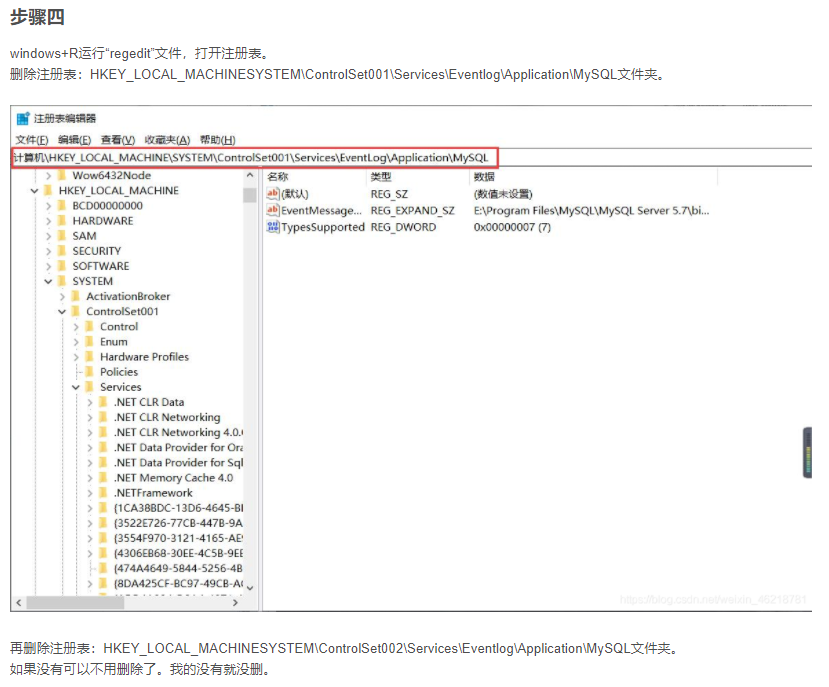 步骤四
windows+R运行“regedit”文件，打开注册表。
删除注册表：HKEY_LOCAL_MACHINESYSTEM\ControlSet001\Services\Eventlog\Application\MySQL文件夹。
注册表编辑器
文件(F) 编辑(E) 查看(V) 收藏夹(A) 帮助(H)
计算机\HKEY_LOCAL_MACHINE\SYSTEM\ControlSet001\Services\EventLog\Application\MySQL
Wow6432Node
HKEY_LOCAL_MACHINE
BCD00000000
HARDWARE
SAM
SECURITY
SOFTWARE
SYSTEM
ActivationBroker
ControlSet001
Control
Enum
Hardware Profiles
Policies
Services
.NET CLR Data
.NET CLR Networking
.NET CLR Networking 4.0.
.NET Data Provider for Ora
.NET Data Provider for Sql
.NET Memory Cache 4.0
.NETFramework
{1CA38BDC-13D6-4645-BI
{3522E726-77CB-447B-9A
{3554F970-3121-4165-AE
{4306EB68-30EE-4C5B-9EE
{474A4649-5844-5256-4B
{8DA425CF-BC97-49CB-A
名称 类型 数据
(默认) REG_SZ (数值未设置)
EventMessage... REG_EXPAND_SZ E:\Program Files\MySQL\MySQL Server 5.7\bi...
TypesSupported REG_DWORD 0x00000007 (7)
https://blog.csdn.net/weixin_46218781
再删除注册表：HKEY_LOCAL_MACHINESYSTEM\ControlSet002\Services\Eventlog\Application\MySQL文件夹。
如果没有可以不用删除了。我的没有就没删。